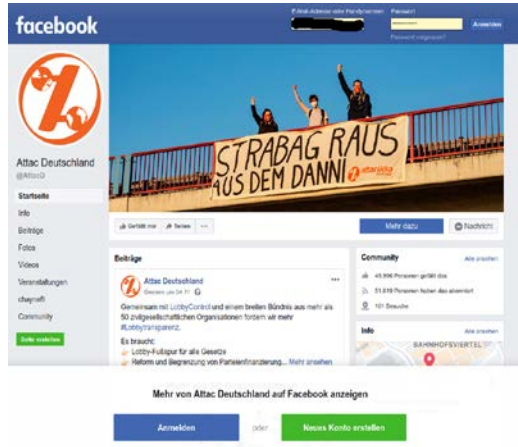 facebook
E-Mail-Adresse oder Handynummer Passwort
Anmelden
Passwort vergessen?
Attac Deutschland
@AttacD
Startseite
Info
Beiträge
Fotos
Videos
Veranstaltungen
Community
Seite erstellen
STRABAG RAUS
AUS DEM DANNI
Gefällt mir Teilen ...
Mehr dazu
Nachricht
Beiträge
Attac Deutschland
Gemeinsam mit LobbyControl und einem breiten Bündnis aus mehr als
50 zivilgesellschaftlichen Organisationen fordern wir mehr
#Lobbytransparenz.
Es braucht:
Lobby-Fußspur für alle Gesetze
Reform und Begrenzung von Parteienfinanzierung... Mehr ansehen
Community Alle ansehen
Personen gefällt das
Personen haben das abonniert
101 Besuche
Info Alle ansehen
BAHNHOFSVIERTEL
Mehr von Attac Deutschland auf Facebook anzeigen
Anmelden
oder
Neues Konto erstellen